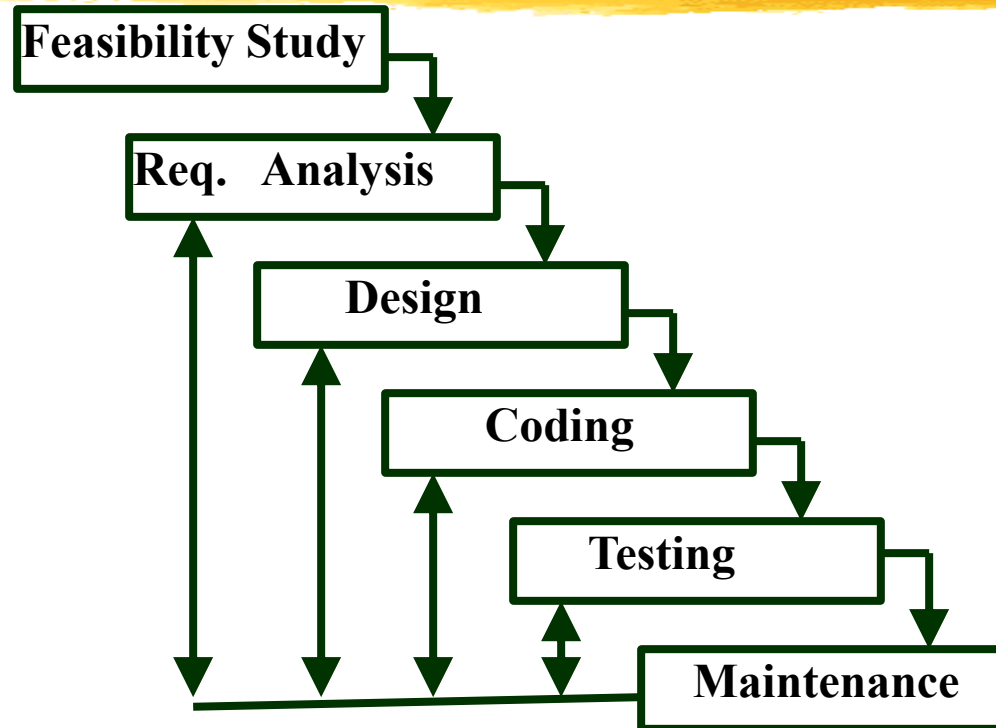 Feasibility Study
Req. Analysis
Design
Coding
Testing
Maintenance